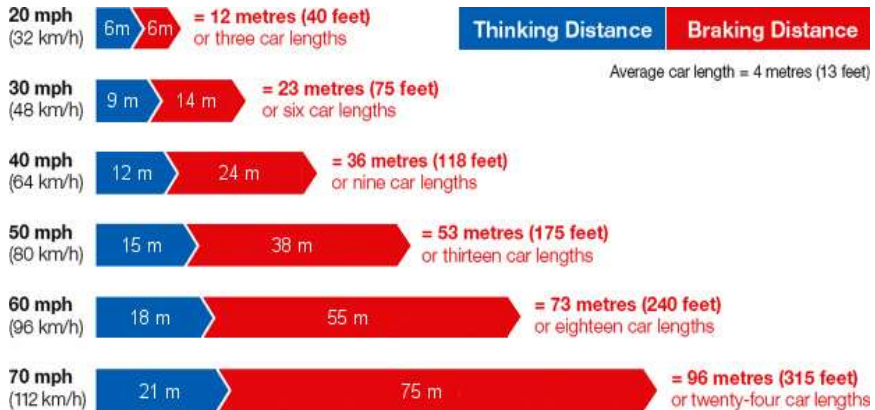 20 mph
(32 km/h)
6m 6m
= 12 metres (40 feet)
or three car lengths
Thinking Distance Braking Distance
Average car length = 4 metres (13 feet)
30 mph
(48 km/h)
9 m 14 m
= 23 metres (75 feet)
or six car lengths
40 mph
(64 km/h)
12 m 24 m
= 36 metres (118 feet)
or nine car lengths
50 mph
(80 km/h)
15 m 38 m
= 53 metres (175 feet)
or thirteen car lengths
60 mph
(96 km/h)
18 m 55 m
= 73 metres (240 feet)
or eighteen car lengths
70 mph
(112 km/h)
21 m 75 m
= 96 metres (315 feet)
or twenty-four car lengths